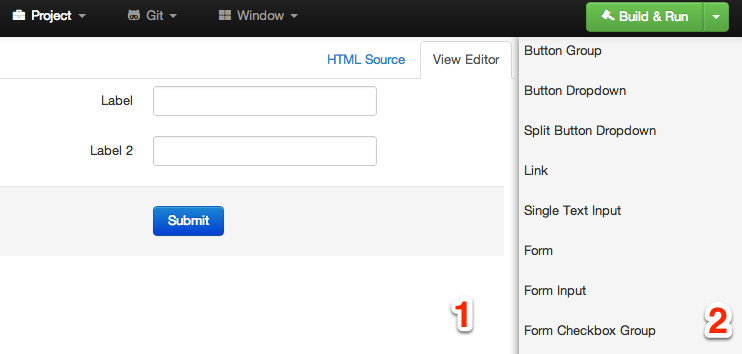 Project Git Window Build & Run
HTML Source View Editor
Label
Label 2
Submit
1
Button Group
Button Dropdown
Split Button Dropdown
Link
Single Text Input
Form
Form Input
Form Checkbox Group
2